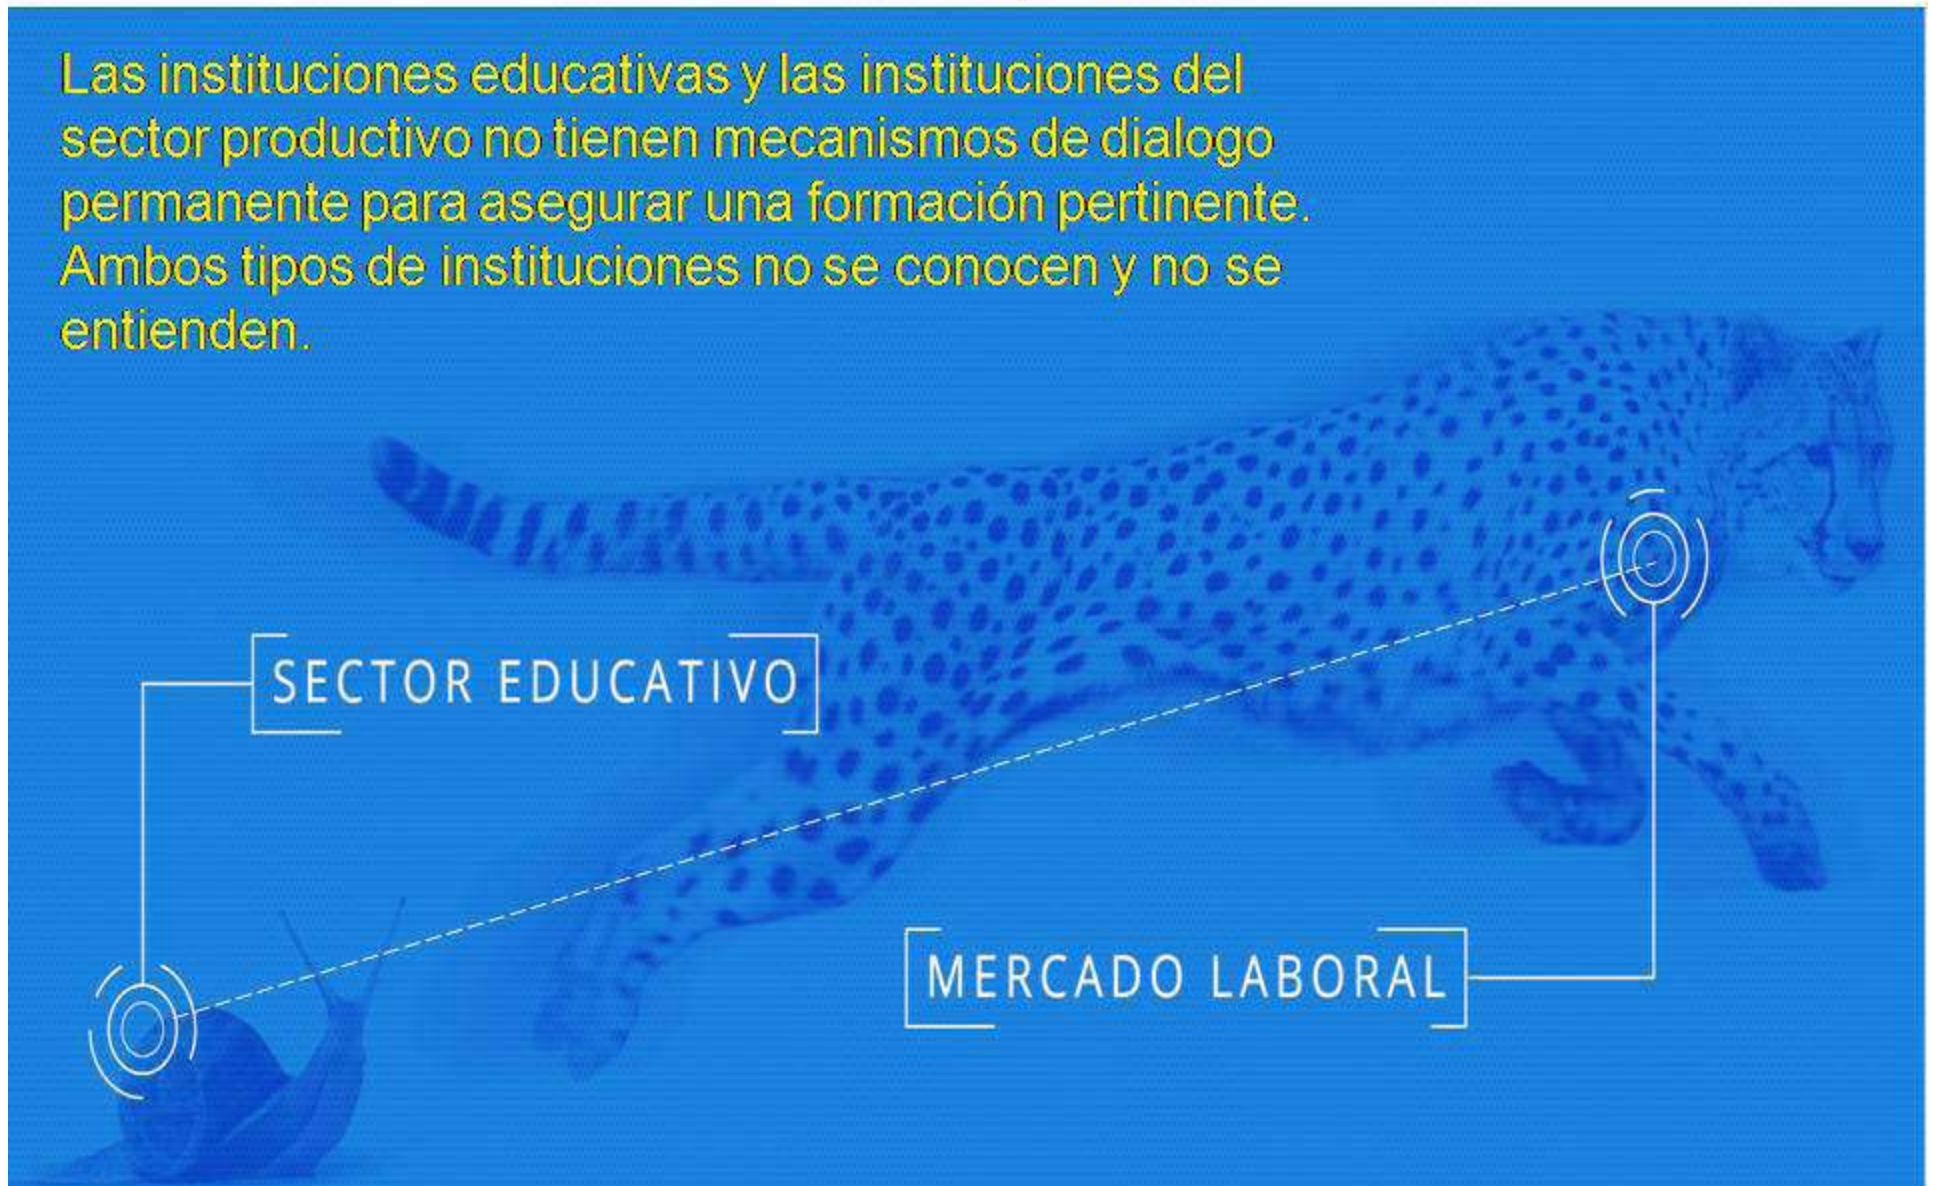 Las instituciones educativas y las instituciones del
sector productivo no tienen mecanismos de dialogo
permanente para asegurar una formación pertinente.
Ambos tipos de instituciones no se conocen y no se
entienden.
SECTOR EDUCATIVO
MERCADO LABORAL